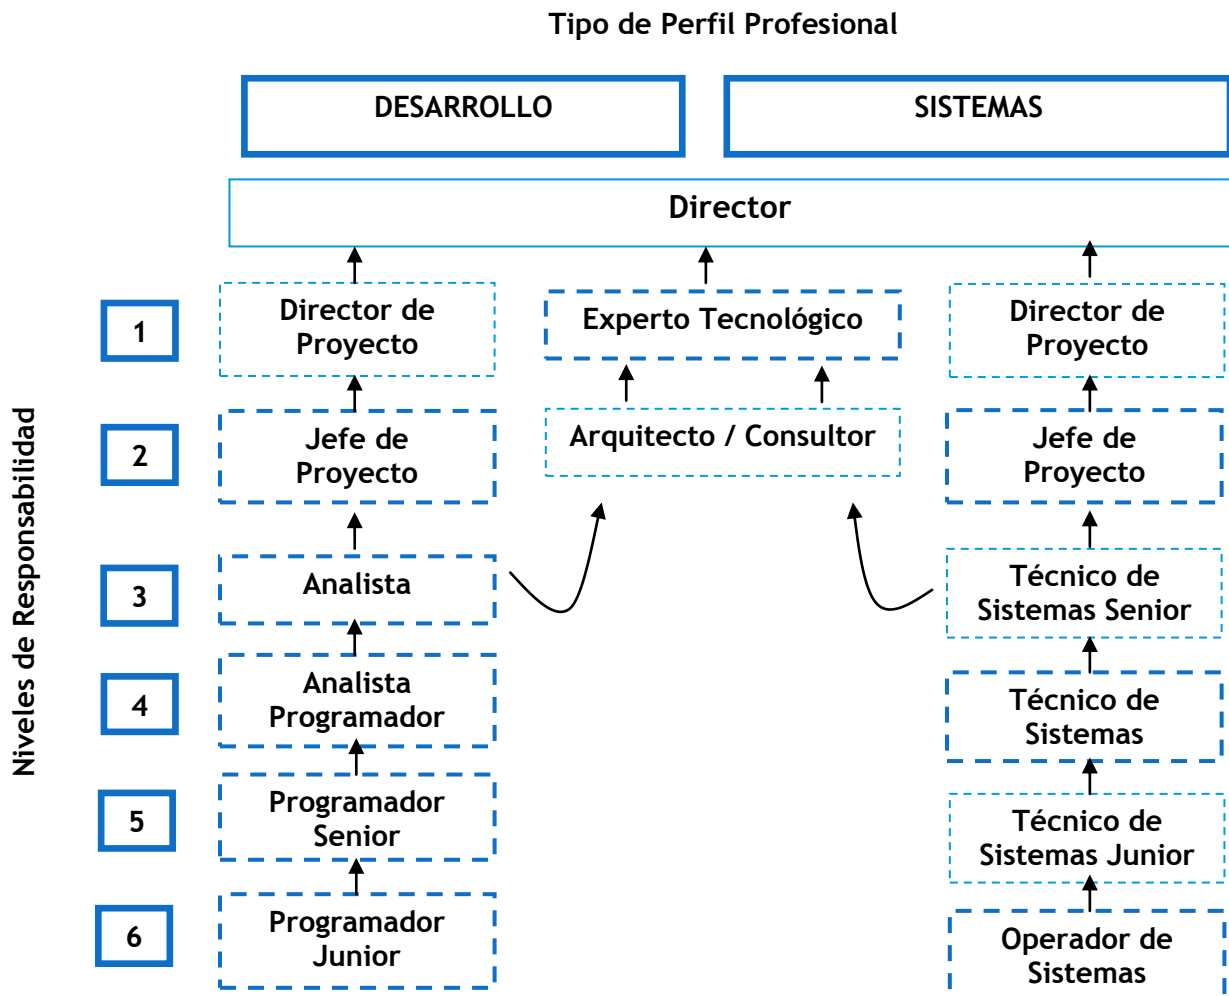 Tipo de Perfil Profesional
DESARROLLO
SISTEMAS
Director
Niveles de Responsabilidad
1
Director de
Proyecto
Experto Tecnológico
Director de
Proyecto
2
Jefe de
Proyecto
Arquitecto / Consultor
Jefe de
Proyecto
3
Analista
Técnico de
Sistemas Senior
4
Analista
Programador
Técnico de
Sistemas
5
Programador
Senior
Técnico de
Sistemas Junior
6
Programador
Junior
Operador de
Sistemas